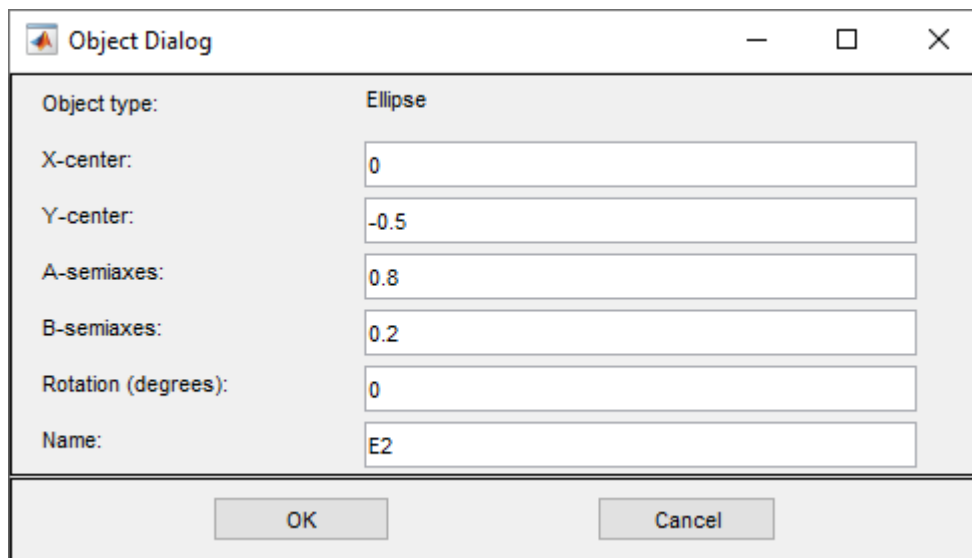 Object Dialog
Object type: Ellipse
X-center: 0
Y-center: -0.5
A-semiaxes: 0.8
B-semiaxes: 0.2
Rotation (degrees): 0
Name: E2
OK Cancel